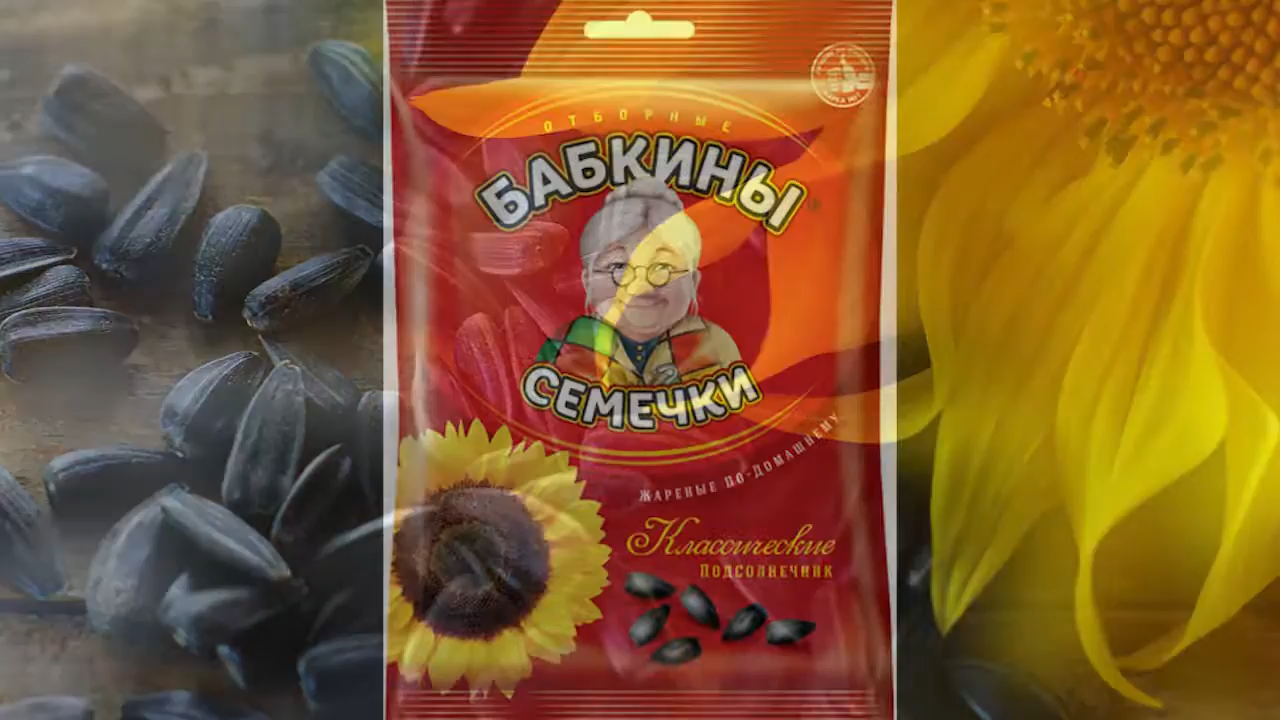 ОТБОРНЫЕ
БАБКИНЫ
СЕМЕЧКИ
ЖАРЕНЫЕ ПО-ДОМАШНЕМУ
Классические
ПОДСОЛНЕЧНИК